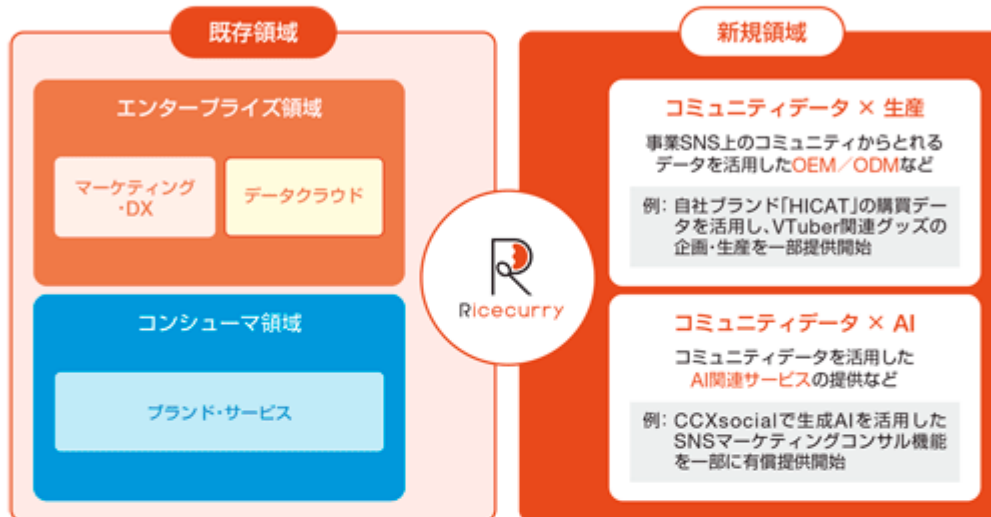 既存領域
エンタープライズ領域
マーケティング
・DX
データクラウド
コンシューマ領域
ブランド・サービス
Ricecurry
新規領域
コミュニティデータ × 生産
事業SNS上のコミュニティからとれる
データを活用したOEM／ODMなど
例：自社ブランド「HICAT」の購買デー
タを活用し、VTuber関連グッズの
企画・生産を一部提供開始
コミュニティデータ × AI
コミュニティデータを活用した
AI関連サービスの提供など
例：CCXsocialで生成AIを活用した
SNSマーケティングコンサル機能
を一部に有償提供開始